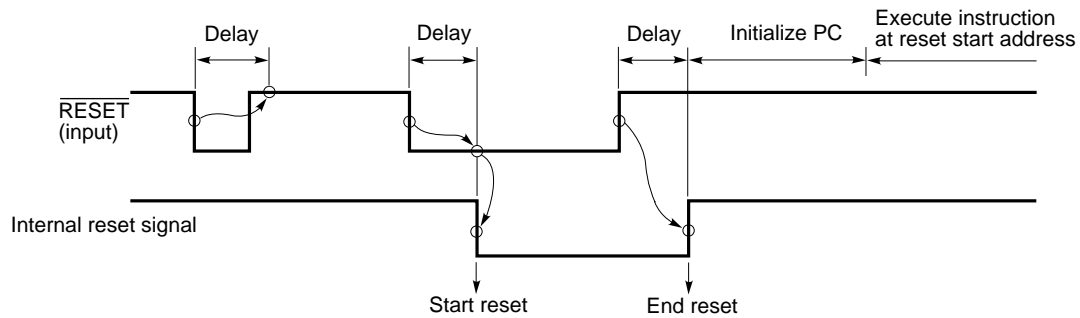 Delay
Delay
Delay
Initialize PC
Execute instruction
at reset start address
RESET
(input)
Internal reset signal
Start reset
End reset